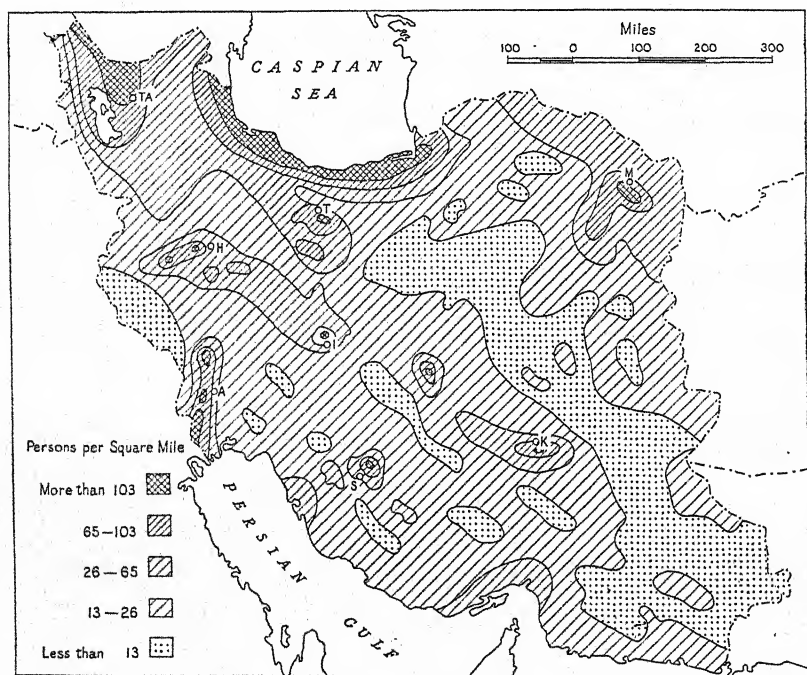 Miles
100 0 100 200 300
CASPIAN
SEA
TA
M
T
H
I
A
K
S
Persons per Square Mile
More than 103
65—103
26—65
13—26
Less than 13
PERSIAN
GULF